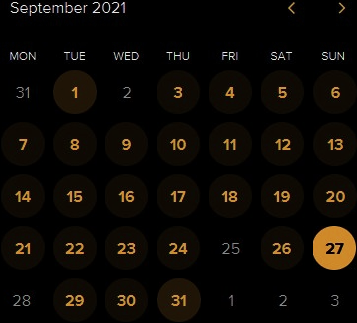 September 2021
MON TUE WED THU FRI SAT SUN
31 1 2 3 4 5 6
7 8 9 10 11 12 13
14 15 16 17 18 19 20
21 22 23 24 25 26 27
28 29 30 31 1 2 3